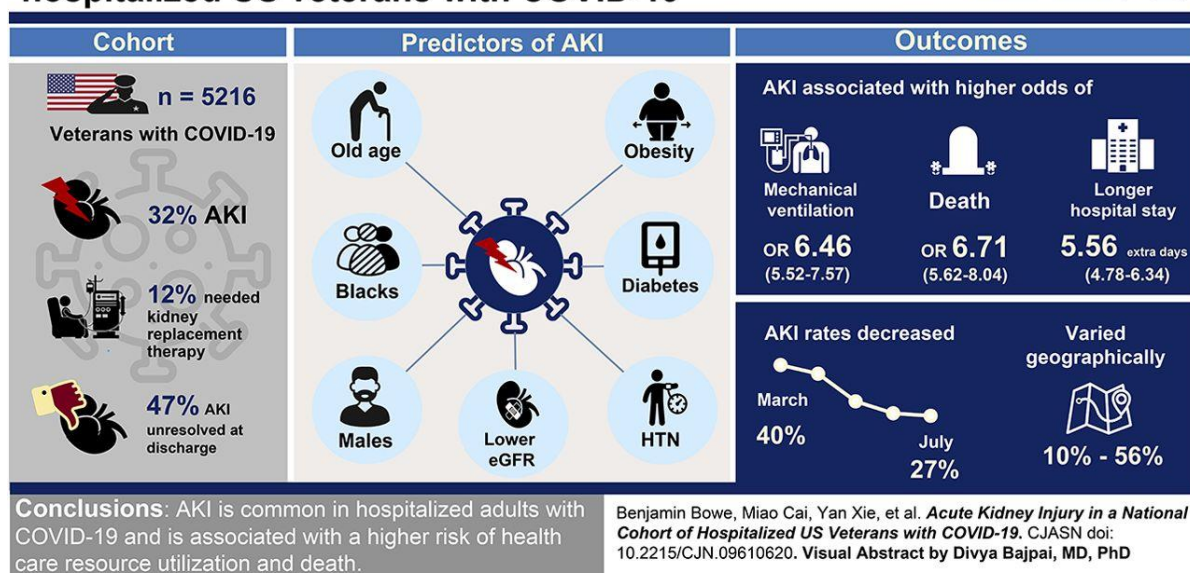 hospitalized US veterans with COVID-19
Cohort
n = 5216
Veterans with COVID-19
32% AKI
12% needed
kidney
replacement
therapy
47% AKI
unresolved at
discharge
Predictors of AKI
Old age
Obesity
Blacks
Diabetes
Males
Lower
eGFR
HTN
Outcomes
AKI associated with higher odds of
Mechanical
ventilation
OR 6.46
(5.52-7.57)
Death
OR 6.71
(5.62-8.04)
Longer
hospital stay
5.56 extra days
(4.78-6.34)
AKI rates decreased
March
40%
July
27%
Varied
geographically
10% - 56%
Conclusions: AKI is common in hospitalized adults with
COVID-19 and is associated with a higher risk of health
care resource utilization and death.
Benjamin Bowe, Miao Cai, Yan Xie, et al. Acute Kidney Injury in a National
Cohort of Hospitalized US Veterans with COVID-19. CJASN doi:
10.2215/CJN.09610620. Visual Abstract by Divya Bajpai, MD, PhD